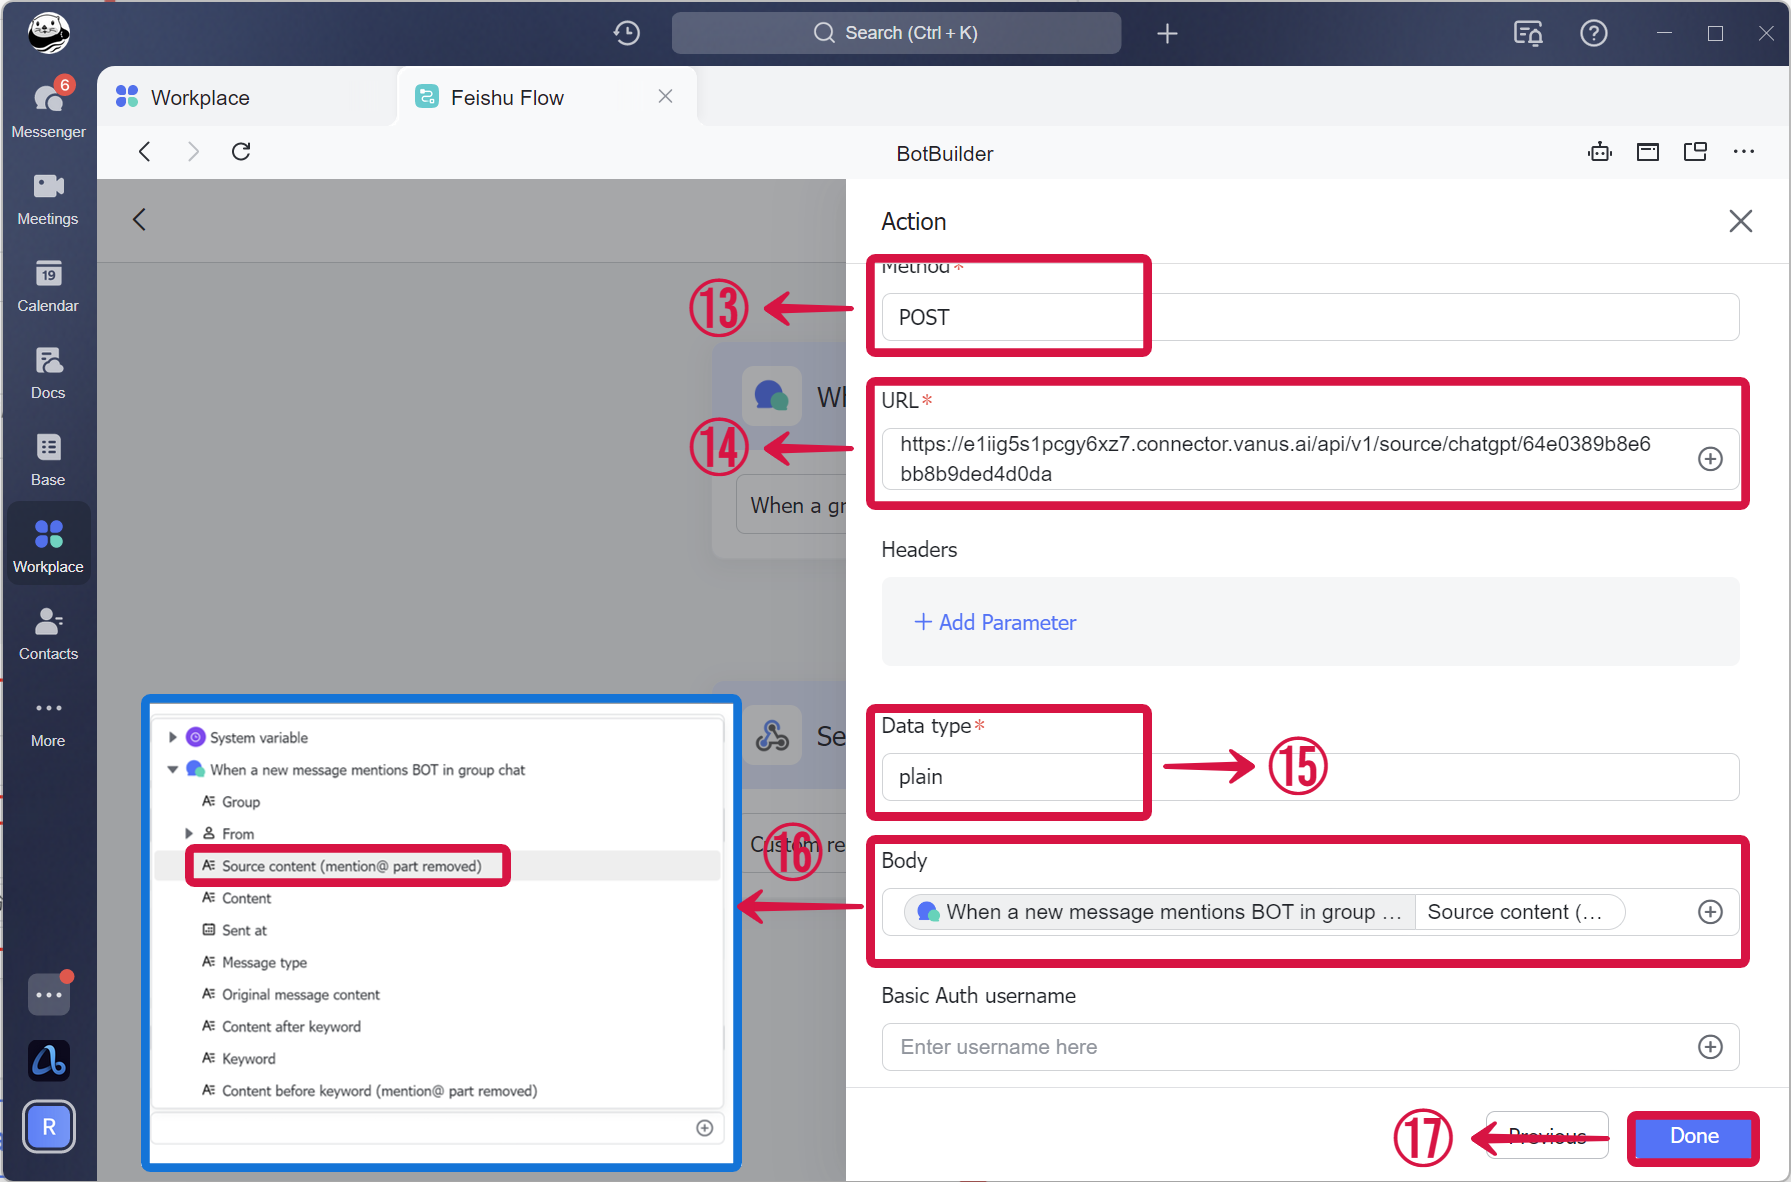 Search (Ctrl + K)
6
Messenger
Meetings
19
Calendar
Docs
Base
Workplace
Contacts
More
R
Workplace
Feishu Flow
BotBuilder
Action
Method*
POST
13
URL*
https://e1iig5s1pcgy6xz7.connector.vanus.ai/api/v1/source/chatgpt/64e0389b8e6
bb8b9ded4d0da
14
When a gr
Headers
+ Add Parameter
Data type*
plain
15
Se
Custom re
16
Body
When a new message mentions BOT in group ...
Source content (...
System variable
When a new message mentions BOT in group chat
Group
From
Source content (mention@ part removed)
Content
Sent at
Message type
Original message content
Content after keyword
Keyword
Content before keyword (mention@ part removed)
Basic Auth username
Enter username here
17
Previous
Done